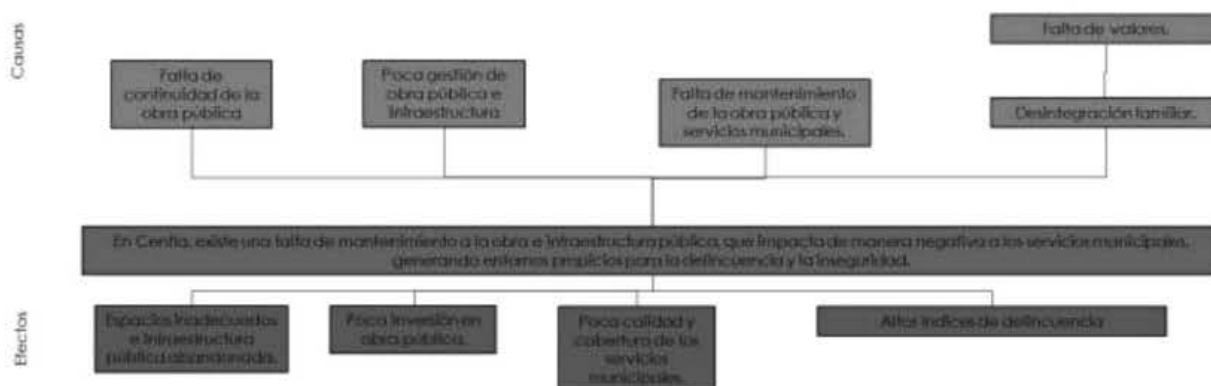 Causas
Falta de valores.
Falta de
continuidad de la
obra pública
Poca gestión de
obra pública e
infraestructura
Falta de mantenimiento
de la obra pública y
servicios municipales.
Desintegración familiar.
En Centla, existe una falta de mantenimiento a la obra e infraestructura pública, que impacta de manera negativa a los servicios municipales,
generando entornos propicios para la delincuencia y la inseguridad.
Efectos
Espacios inadecuados
e infraestructura
pública abandonada.
Poca inversión en
obra pública.
Poca calidad y
cobertura de los
servicios
municipales.
Altos índices de delincuencia